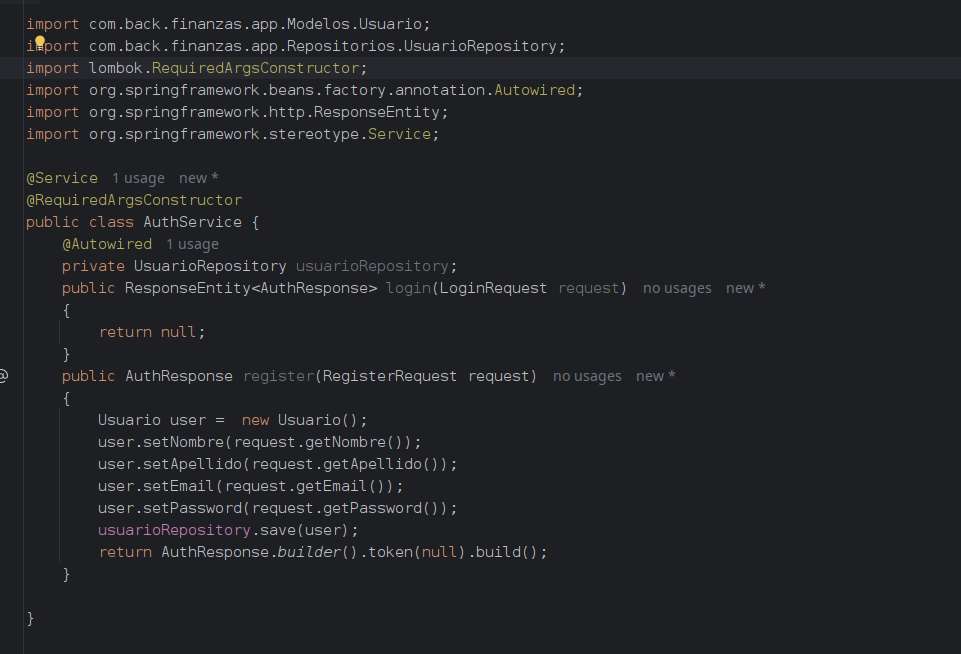 import com.back.finanzas.app.Modelos.Usuario;
import com.back.finanzas.app.Repositorios.UsuarioRepository;
import lombok.RequiredArgsConstructor;
import org.springframework.beans.factory.annotation.Autowired;
import org.springframework.http.ResponseEntity;
import org.springframework.stereotype.Service;
@Service 1 usage new *
@RequiredArgsConstructor
public class AuthService {
@Autowired 1 usage
private UsuarioRepository usuarioRepository;
public ResponseEntity<AuthResponse> login(LoginRequest request) no usages new *
{
return null;
}
@ public AuthResponse register(RegisterRequest request) no usages new *
{
Usuario user = new Usuario();
user.setNombre(request.getNombre());
user.setApellido(request.getApellido());
user.setEmail(request.getEmail());
user.setPassword(request.getPassword());
usuarioRepository.save(user);
return AuthResponse.builder().token(null).build();
}
}